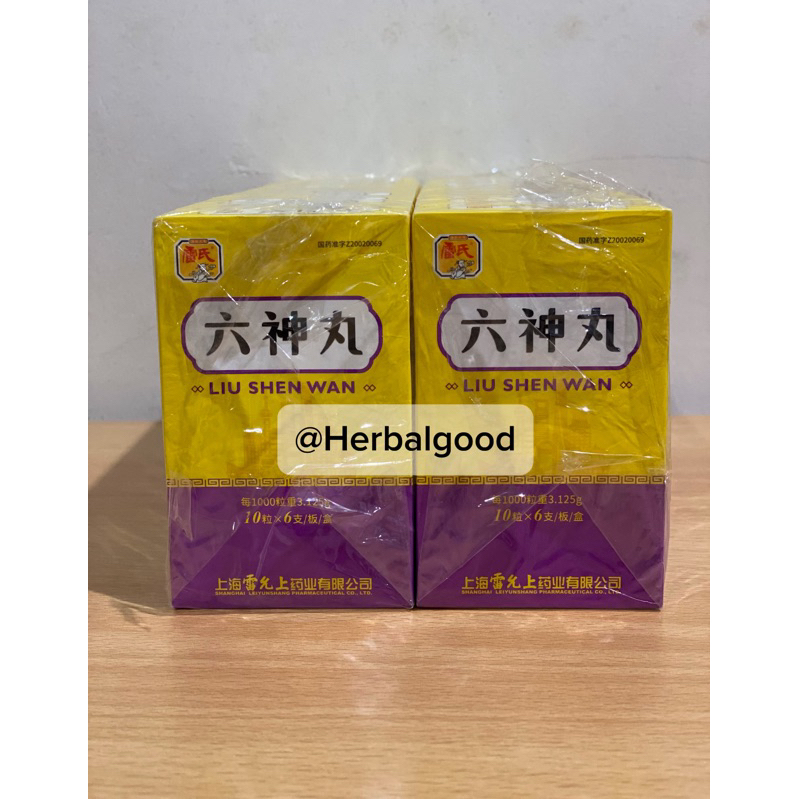 雷氏
国药准字Z20020069
六神丸
LIU SHEN WAN
每1000粒重3.125g
10粒×6支/板/盒
上海雷允上药业有限公司
SHANGHAI LEIYUNSHANG PHARMACEUTICAL CO., LTD.
雷氏
国药准字Z20020069
六神丸
LIU SHEN WAN
每1000粒重3.125g
10粒×6支/板/盒
上海雷允上药业有限公司
SHANGHAI LEIYUNSHANG PHARMACEUTICAL CO., LTD.
@Herbalgood